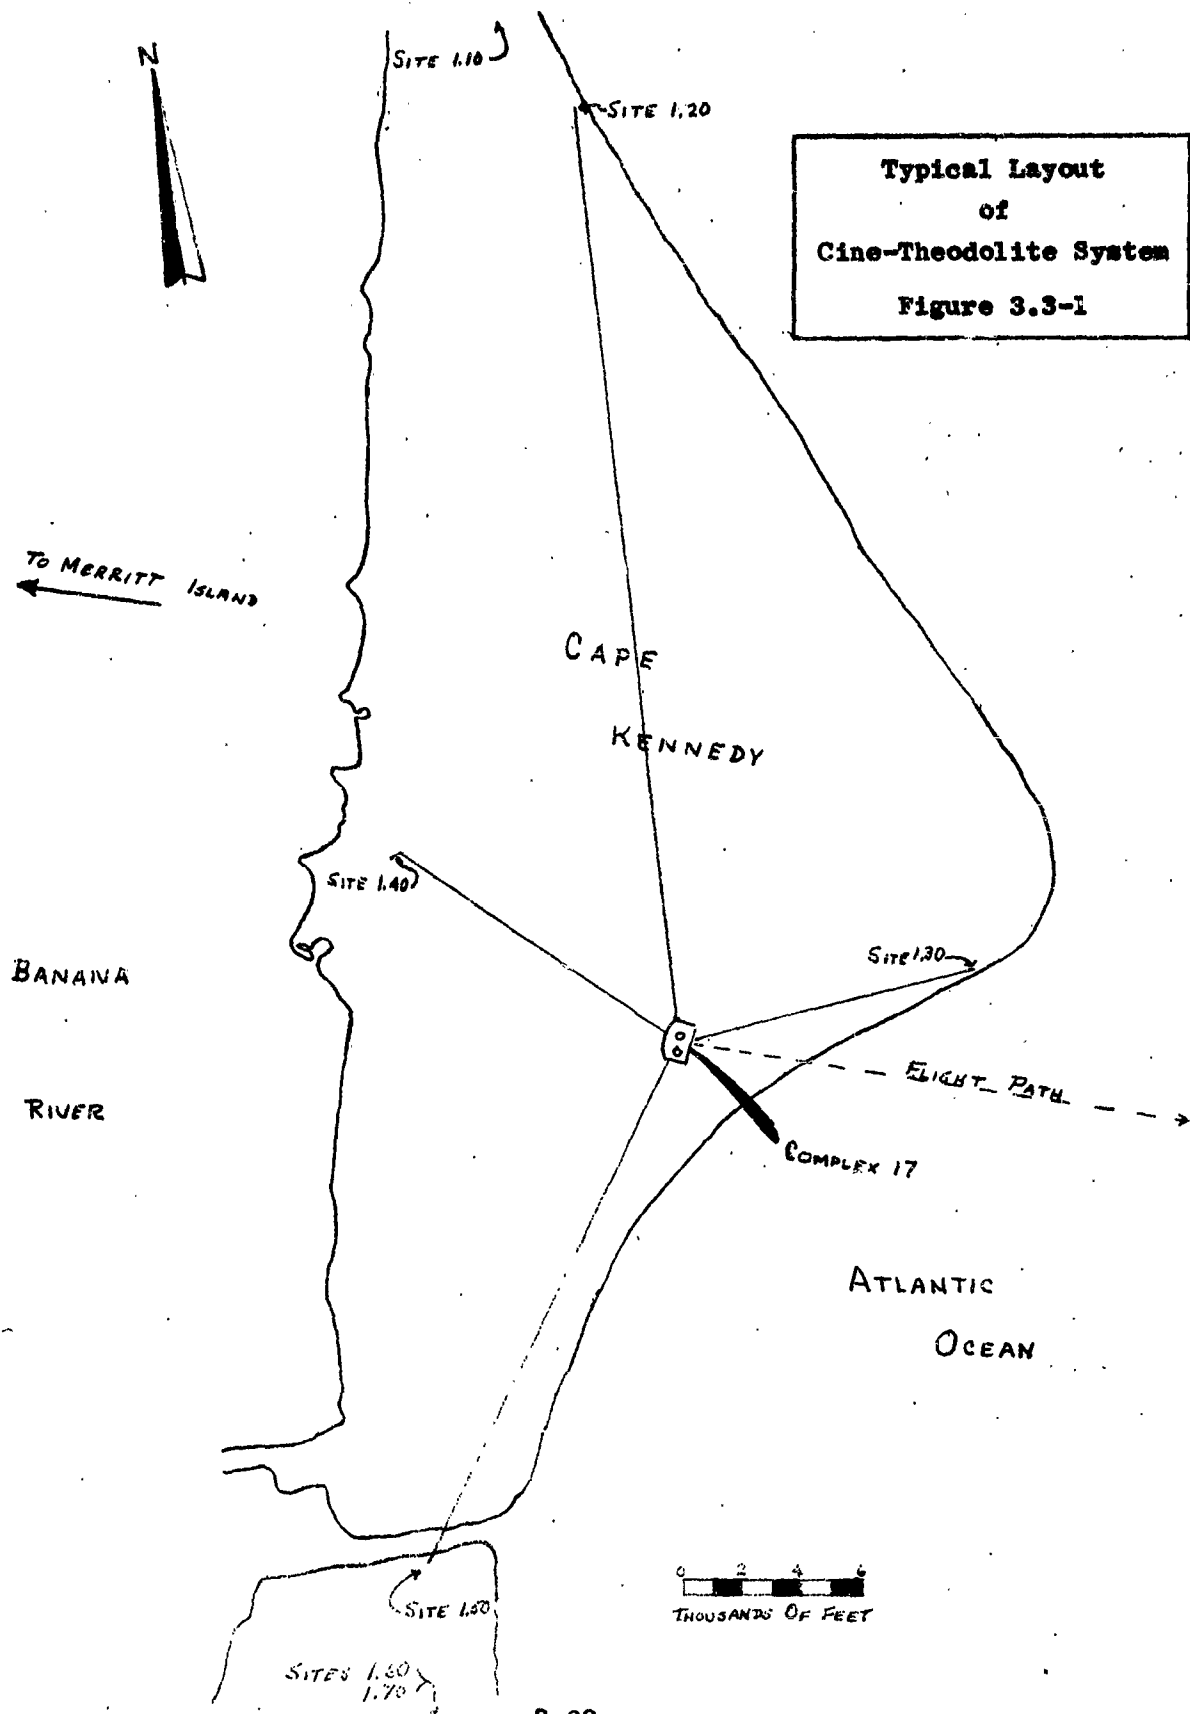 N
SITE 1.10
SITE 1.20
Typical Layout
of
Cine-Theodolite System
Figure 3.3-1
TO MERRITT ISLAND
CAPE
KENNEDY
SITE 1.40
SITE 1.30
BANANA
RIVER
FLIGHT PATH
COMPLEX 17
ATLANTIC
OCEAN
0 2 4 6
THOUSANDS OF FEET
SITE 1.50
SITES 1.60
1.70